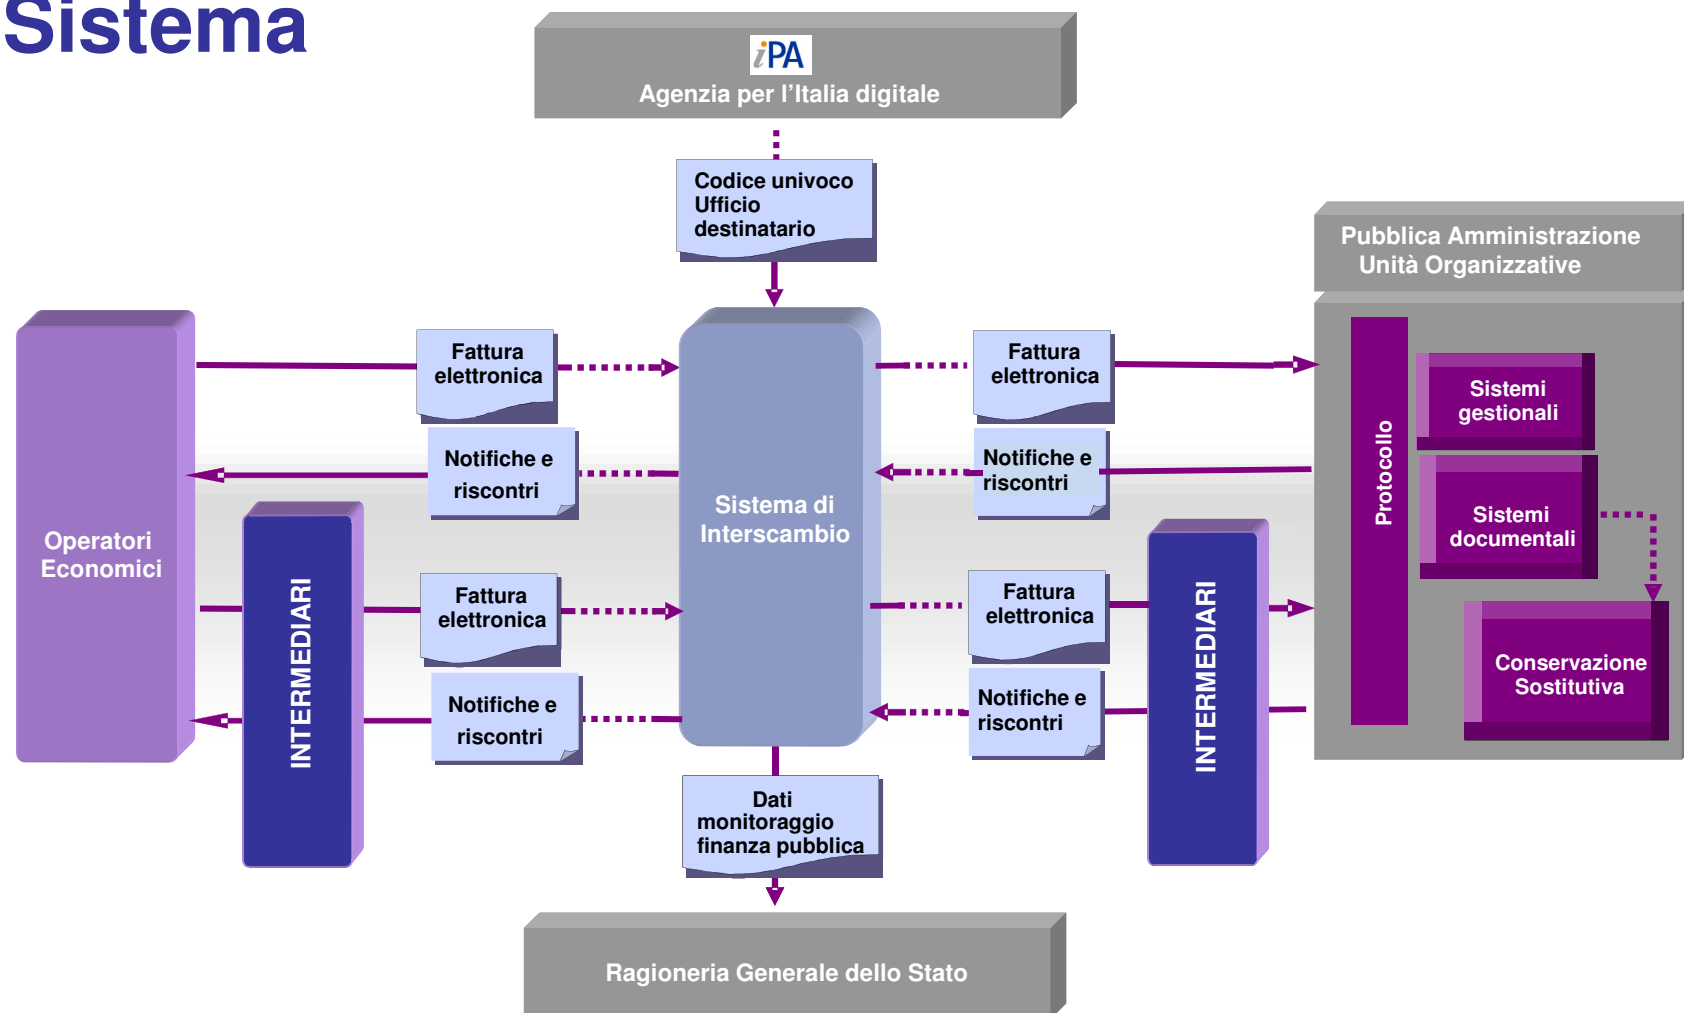 Sistema
iPA
Agenzia per l'Italia digitale
Codice univoco
Ufficio
destinatario
Pubblica Amministrazione
Unità Organizzative
Fattura
elettronica
Fattura
elettronica
Notifiche e
riscontri
Notifiche e
riscontri
Operatori
Economici
INTERMEDIARI
Fattura
elettronica
Notifiche e
riscontri
Sistema di
Interscambio
Fattura
elettronica
Notifiche e
riscontri
INTERMEDIARI
Protocollo
Sistemi
gestionali
Sistemi
documentali
Conservazione
Sostitutiva
Dati
monitoraggio
finanza pubblica
Ragioneria Generale dello Stato